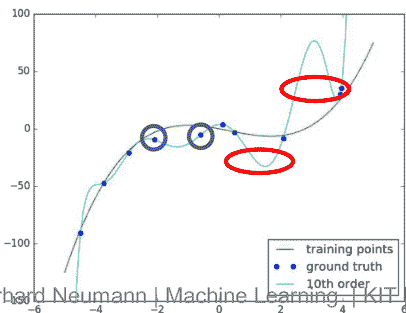 100
50
0
−50
−100
−150
−6 −4 −2 0 2 4 6
training points
ground truth
10th order
rhard Neumann | Machine Learning | KIT